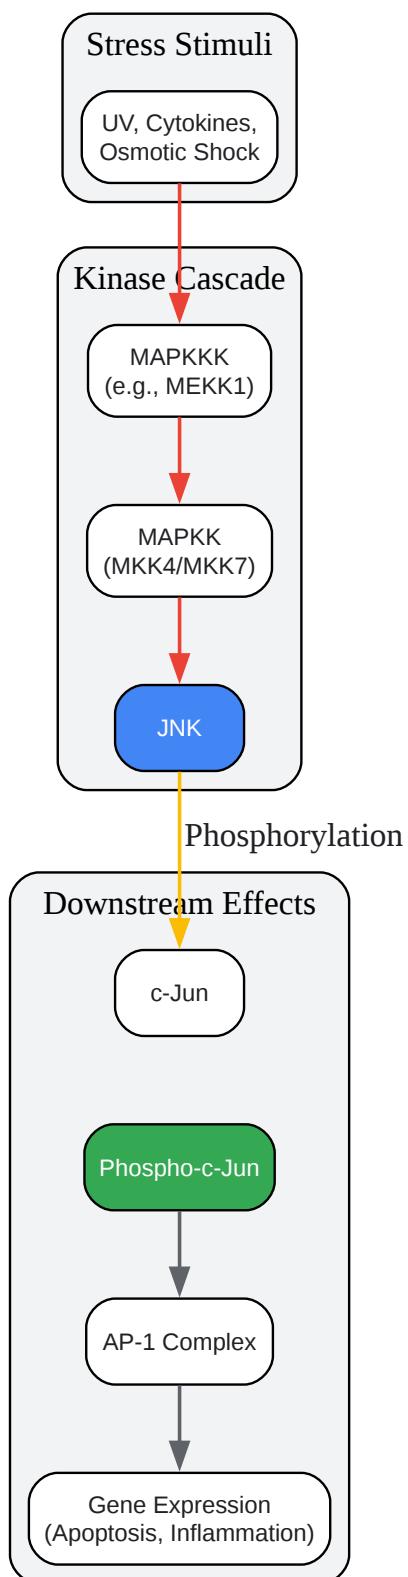 Stress Stimuli
UV, Cytokines,
Osmotic Shock
Kinase Cascade
MAPKKK
(e.g., MEKK1)
MAPKK
(MKK4/MKK7)
JNK
Phosphorylation
Downstream Effects
c-Jun
Phospho-c-Jun
AP-1 Complex
Gene Expression
(Apoptosis, Inflammation)